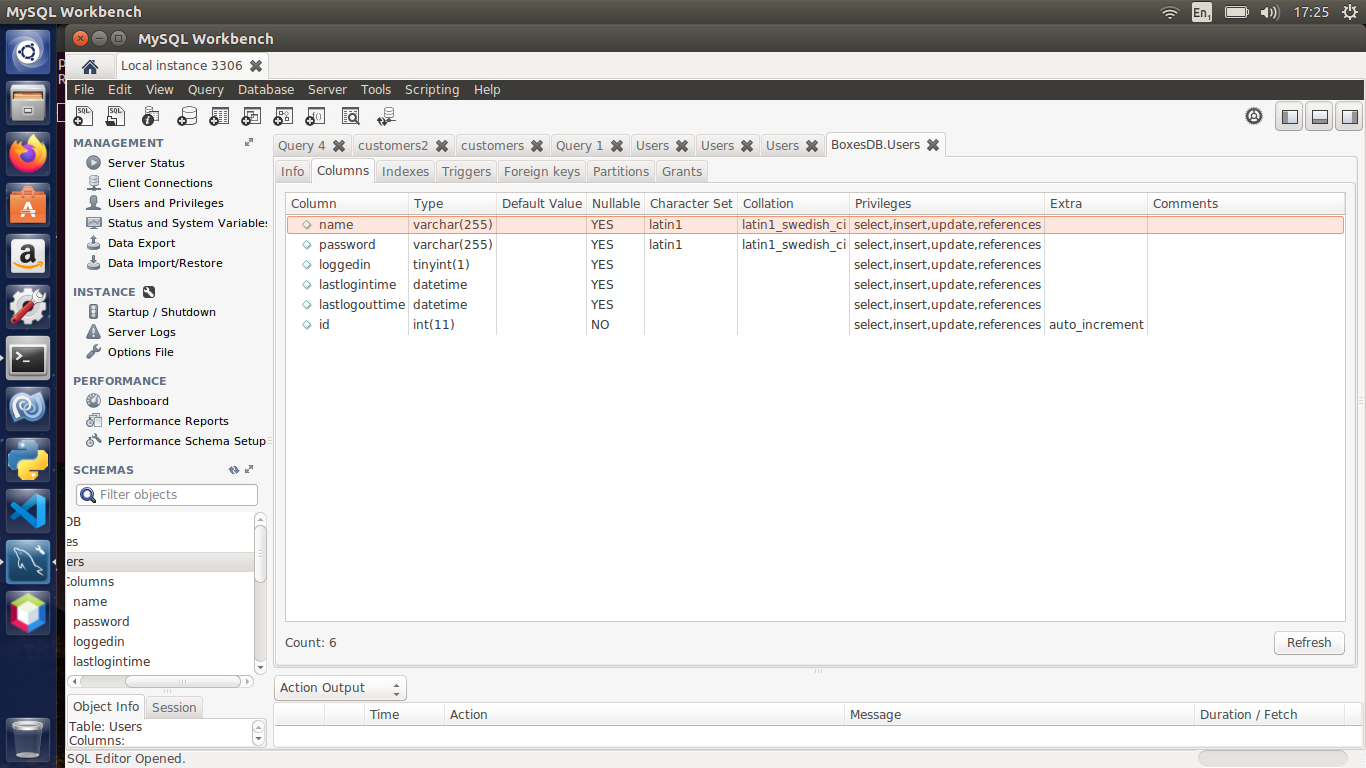 MySQL Workbench
En1
17:25
MySQL Workbench
Local instance 3306
File Edit View Query Database Server Tools Scripting Help
MANAGEMENT
Server Status
Client Connections
Users and Privileges
Status and System Variables
Data Export
Data Import/Restore
INSTANCE
Startup / Shutdown
Server Logs
Options File
PERFORMANCE
Dashboard
Performance Reports
Performance Schema Setup
SCHEMAS
Filter objects
DB
es
ers
Columns
name
password
loggedin
lastlogintime
Object Info Session
Table: Users
Columns:
Query 4 customers2 customers Query 1 Users Users Users BoxesDB.Users
Info Columns Indexes Triggers Foreign keys Partitions Grants
Column Type Default Value Nullable Character Set Collation Privileges Extra Comments
name varchar(255) YES latin1 latin1_swedish_ci select,insert,update,references
password varchar(255) YES latin1 latin1_swedish_ci select,insert,update,references
loggedin tinyint(1) YES select,insert,update,references
lastlogintime datetime YES select,insert,update,references
lastlogouttime datetime YES select,insert,update,references
id int(11) NO select,insert,update,references auto_increment
Count: 6
Refresh
Action Output
Time Action Message Duration / Fetch
SQL Editor Opened.